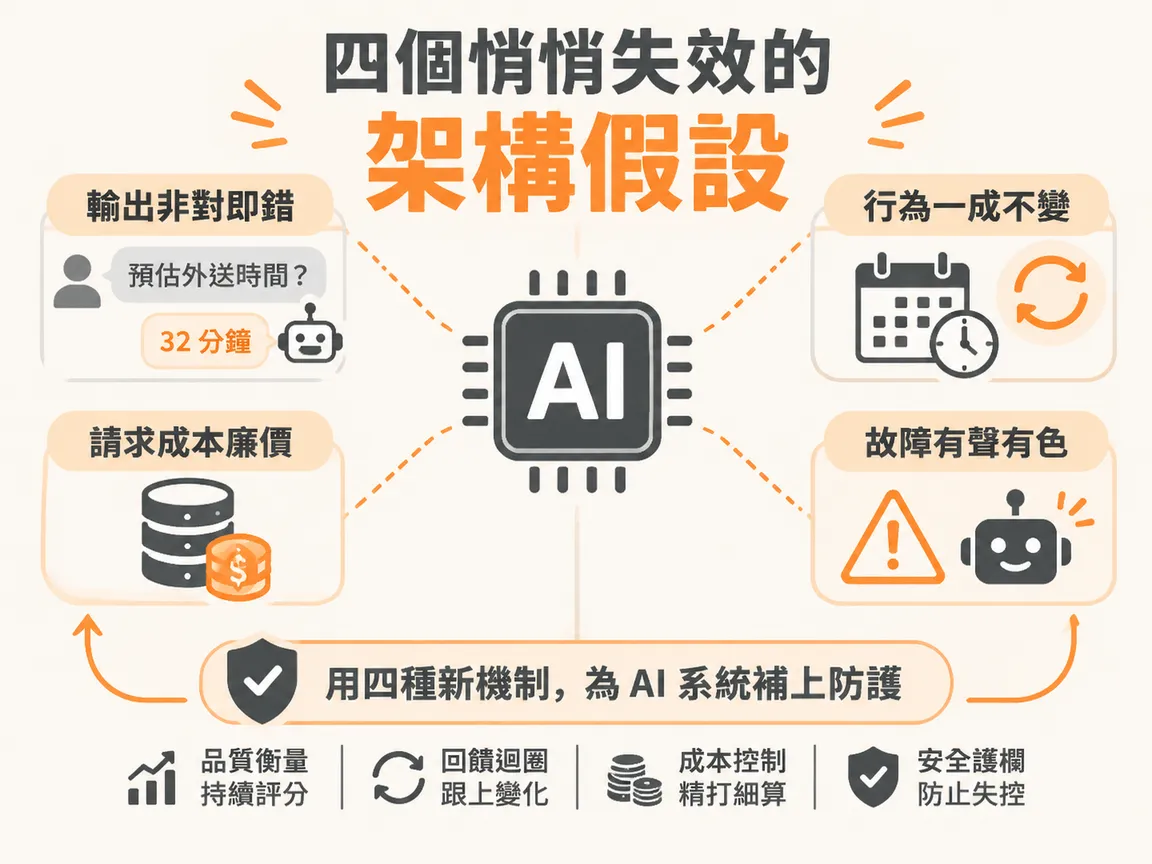 四個悄悄失效的
架構假設
輸出非對即錯
預估外送時間？
32 分鐘
行為一成不變
AI
請求成本廉價
$
故障有聲有色
用四種新機制，為 AI 系統補上防護
品質衡量
持續評分
回饋迴圈
跟上變化
成本控制
精打細算
安全護欄
防止失控